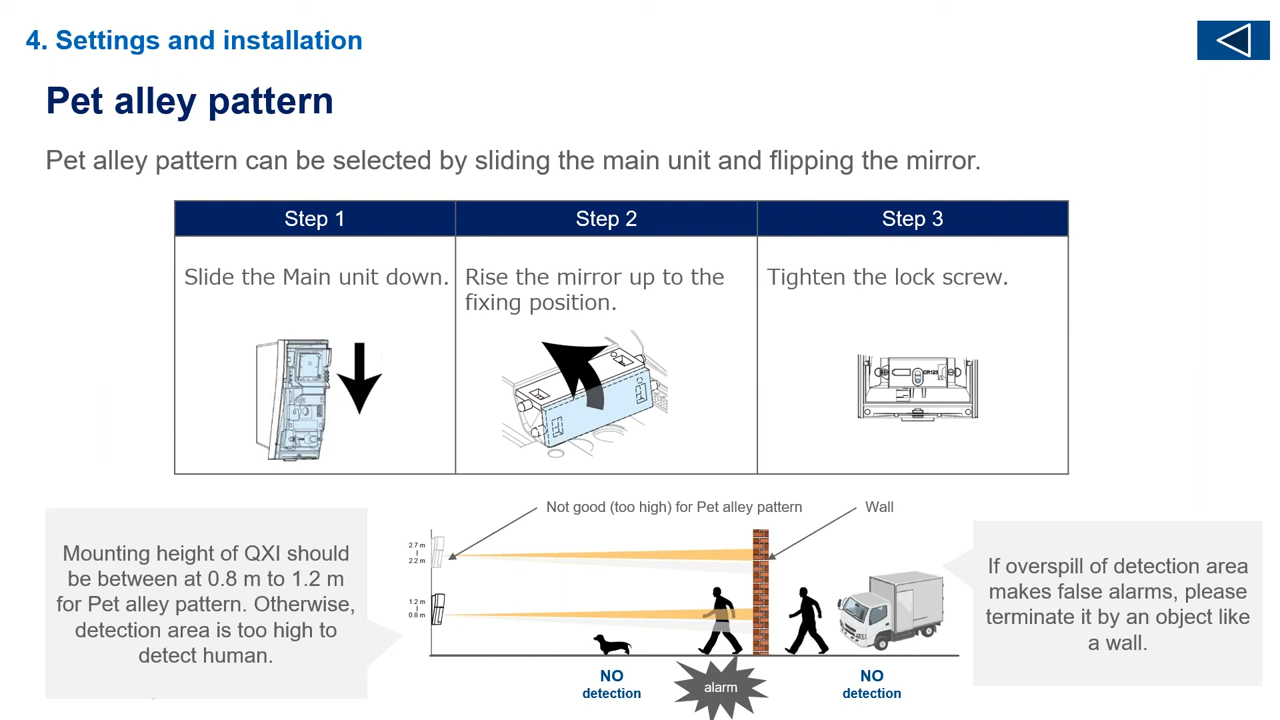 4. Settings and installation
Pet alley pattern
Pet alley pattern can be selected by sliding the main unit and flipping the mirror.
Step 1
Step 2
Step 3
Slide the Main unit down.
Rise the mirror up to the
fixing position.
Tighten the lock screw.
CR123
Not good (too high) for Pet alley pattern
Wall
Mounting height of QXI should
be between at 0.8 m to 1.2 m
for Pet alley pattern. Otherwise,
detection area is too high to
detect human.
2.7 m
2.2 m
1.2 m
0.8 m
If overspill of detection area
makes false alarms, please
terminate it by an object like
a wall.
NO
detection
alarm
NO
detection